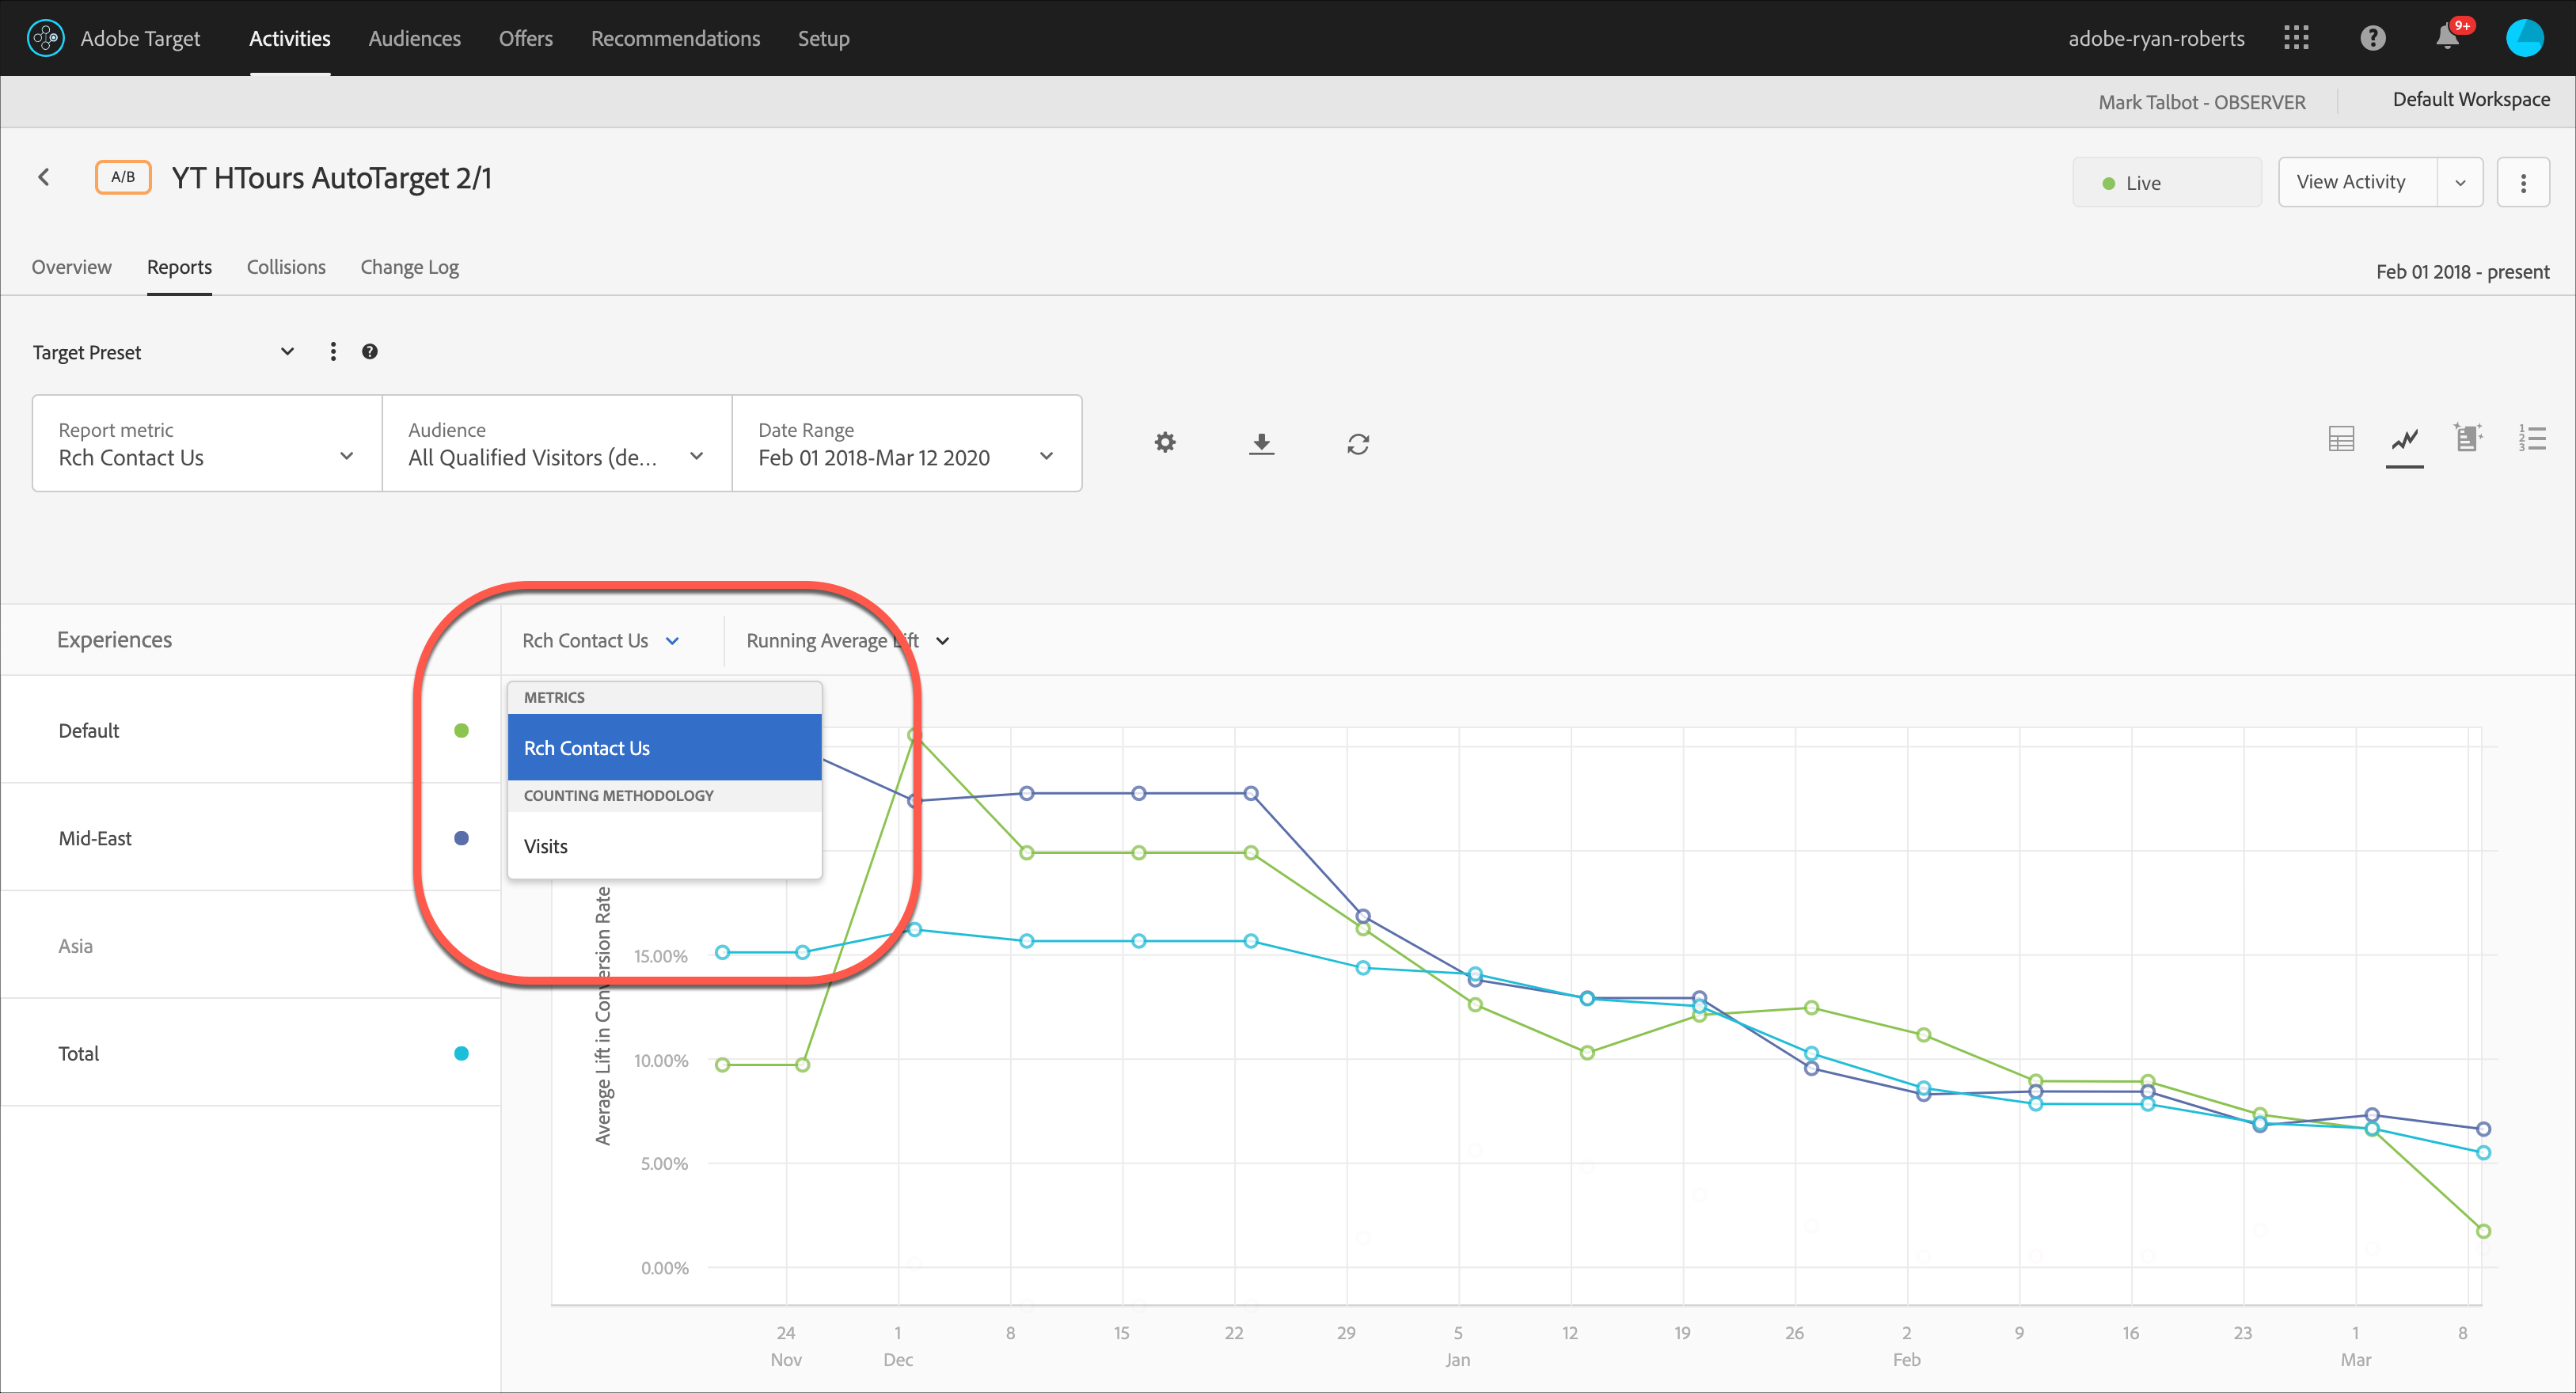 Adobe Target Activities Audiences Offers Recommendations Setup adobe-ryan-roberts 9+
Mark Talbot - OBSERVER Default Workspace
A/B YT HTours AutoTarget 2/1 Live View Activity
Overview Reports Collisions Change Log Feb 01 2018 - present
Target Preset
Report metric Audience Date Range
Rch Contact Us All Qualified Visitors (de... Feb 01 2018-Mar 12 2020
Experiences Rch Contact Us Running Average Lift
METRICS
Default
Rch Contact Us
COUNTING METHODOLOGY
Mid-East
Visits
Asia
Total
Average Lift in Conversion Rate
15.00%
10.00%
5.00%
0.00%
24 1 8 15 22 29 5 12 19 26 2 9 16 23 1 8
Nov Dec Jan Feb Mar